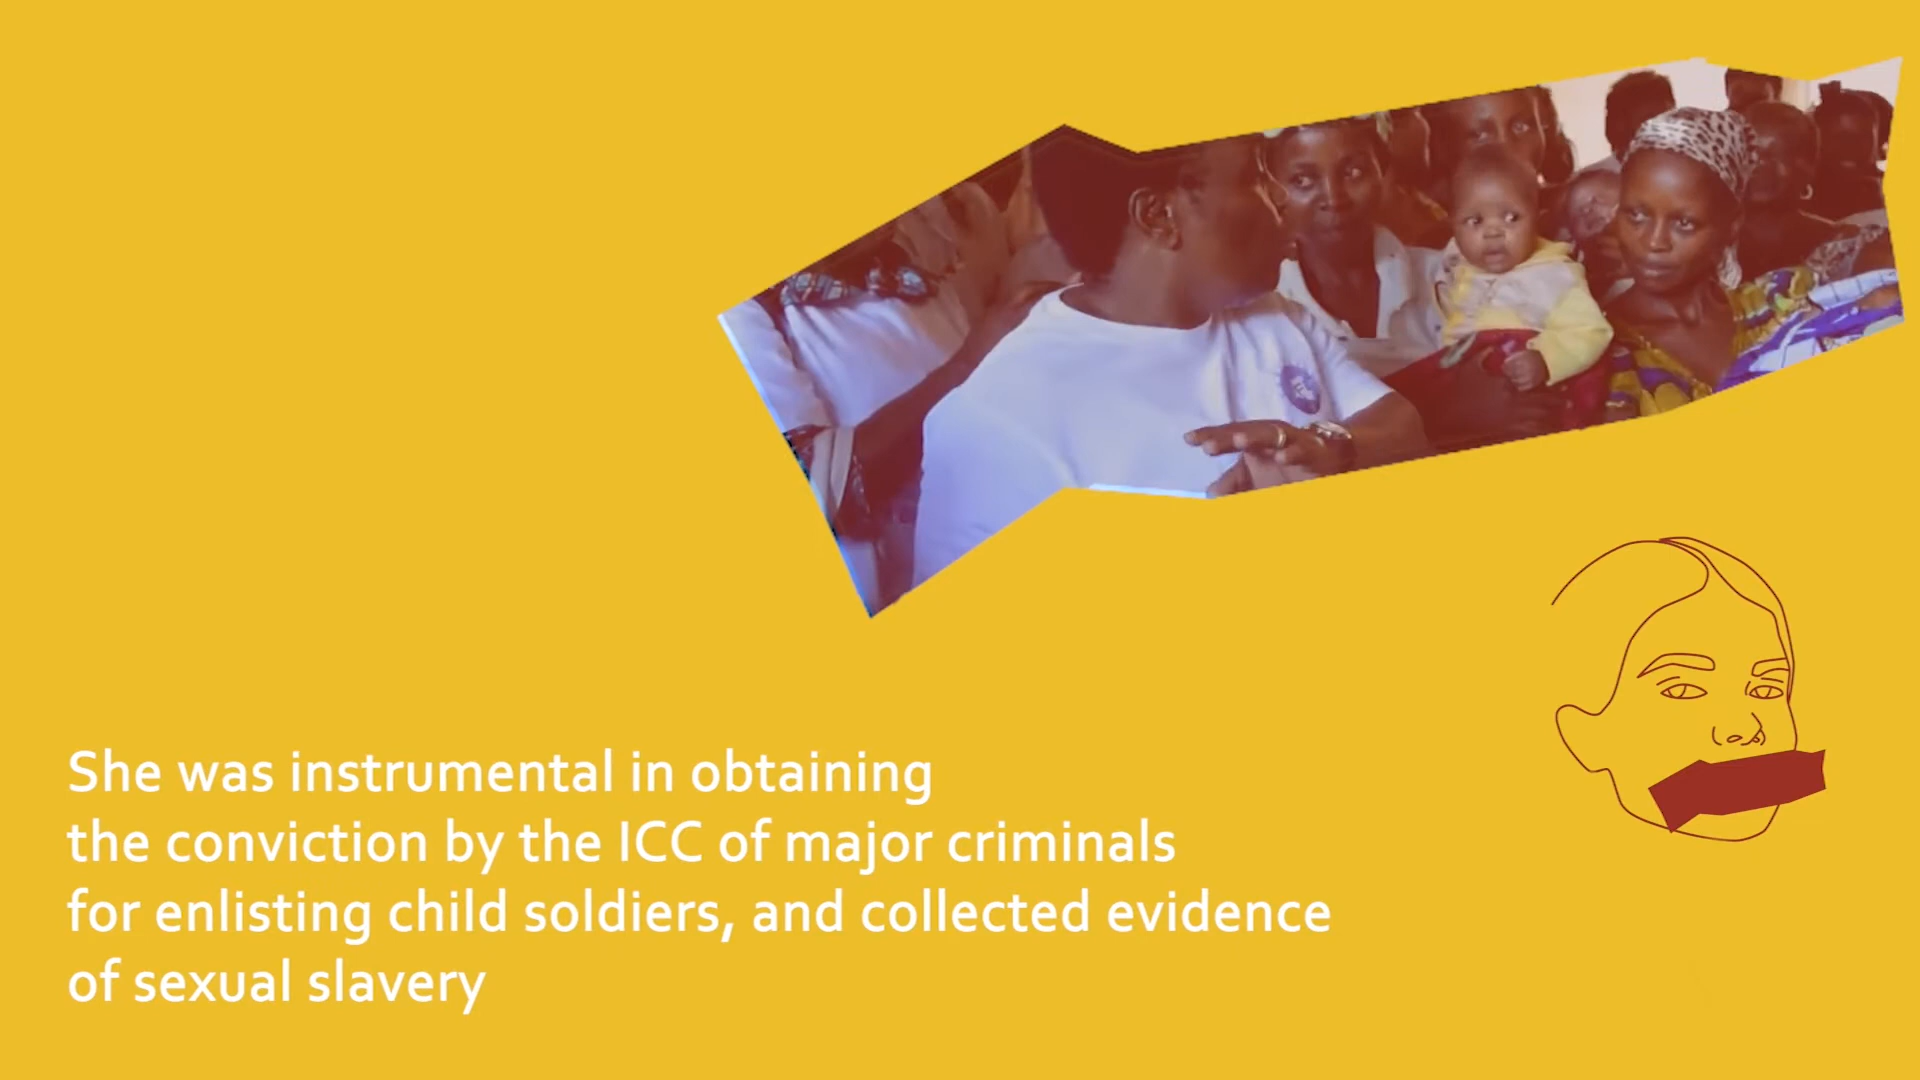 She was instrumental in obtaining
the conviction by the ICC of major criminals
for enlisting child soldiers, and collected evidence
of sexual slavery